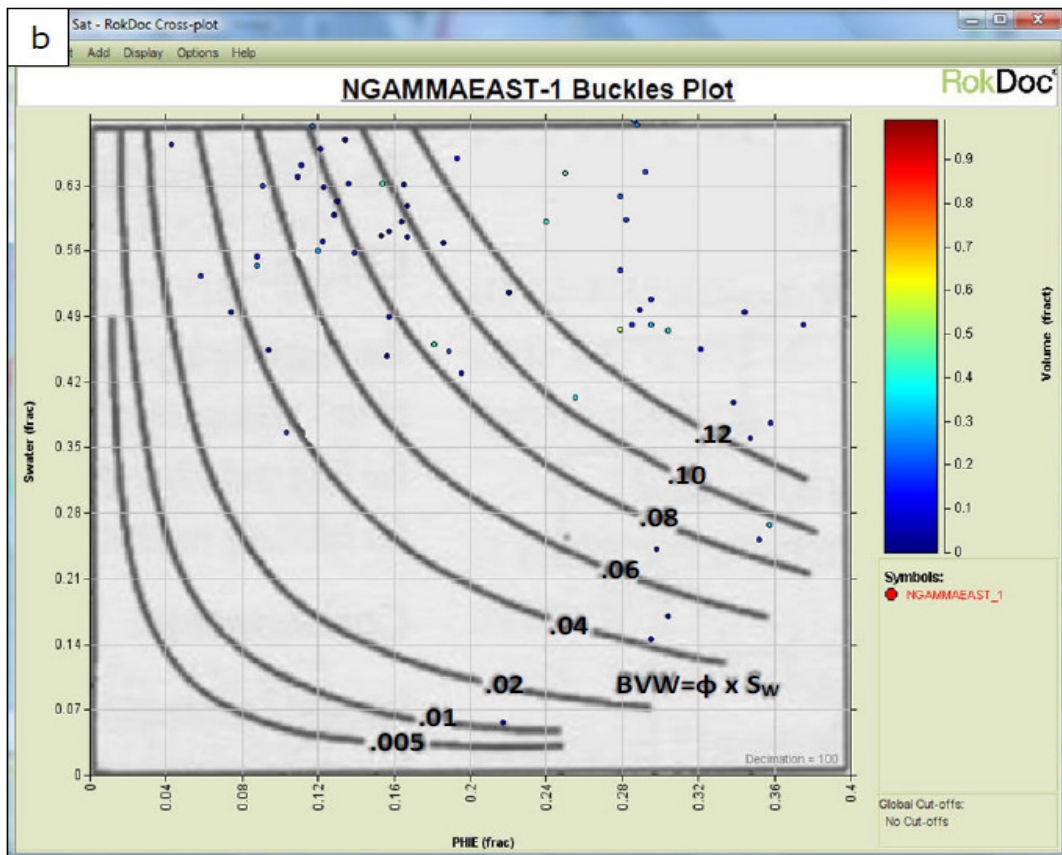 b
Sat - RokDoc Cross-plot
Add Display Options Help
NGAMMAEAST-1 Buckles Plot
RokDoc
Swater (frac)
0.63
0.56
0.49
0.42
0.35
0.28
0.21
0.14
0.07
0
.12
.10
.08
.06
.04
.02
.01
.005
BVW=ϕ x Sw
Decimation = 100
0
0.04
0.08
0.12
0.16
0.2
0.24
0.28
0.32
0.36
0.4
PHIE (frac)
0.9
0.8
0.7
0.6
0.5
0.4
0.3
0.2
0.1
0
Volume (fract)
Symbols:
NGAMMAEAST_1
Global Cut-offs:
No Cut-offs